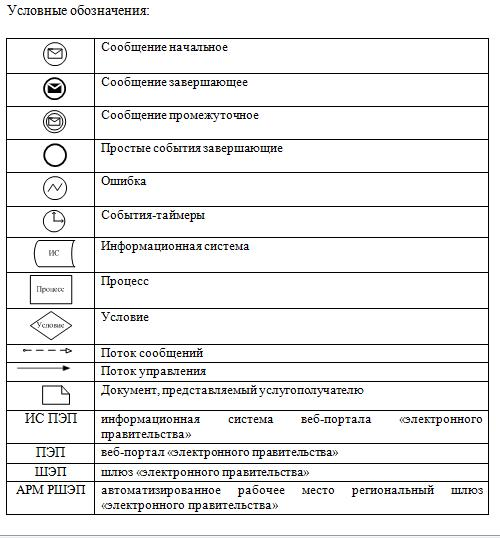 Условные обозначения:
Сообщение начальное
Сообщение завершающее
Сообщение промежуточное
Простые события завершающие
Ошибка
События-таймеры
ИС
Информационная система
Процесс
Процесс
Условие
Условие
Поток сообщений
Поток управления
Документ, представляемый услугополучателю
ИС ПЭП
информационная система веб-портала «электронного
правительства»
ПЭП
веб-портал «электронного правительства»
ШЭП
шлюз «электронного правительства»
АРМ РШЭП
автоматизированное рабочее место региональный шлюз
«электронного правительства»